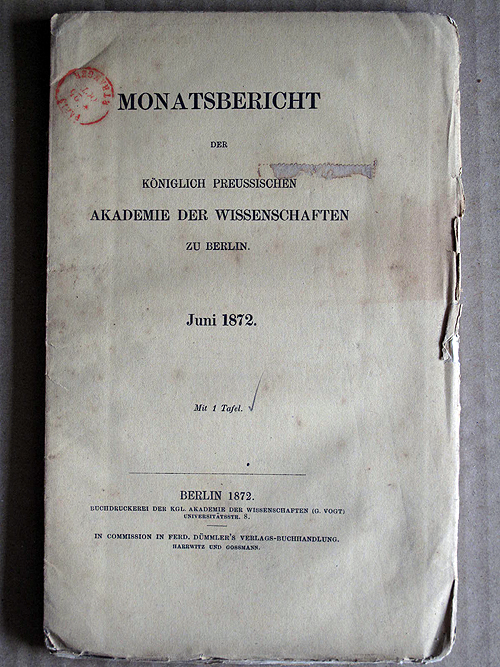 MONATSBERICHT
DER
KÖNIGLICH PREUSSISCHEN
AKADEMIE DER WISSENSCHAFTEN
ZU BERLIN.
Juni 1872.
Mit 1 Tafel.
BERLIN 1872.
BUCHDRUCKEREI DER KGL. AKADEMIE DER WISSENSCHAFTEN (G. VOGT)
UNIVERSITÄTSSTR. 8.
IN COMMISSION IN FERD. DÜMMLER'S VERLAGS-BUCHHANDLUNG.
HARRWITZ UND GOSSMANN.